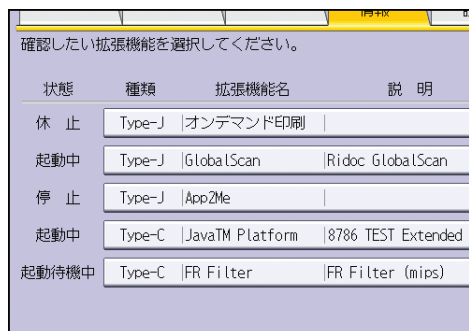 情報
確認したい拡張機能を選択してください。
状態 種類 拡張機能名 説 明
休 止 Type-J オンデマンド印刷
起動中 Type-J GlobalScan Ridoc GlobalScan
停 止 Type-J App2Me
起動中 Type-C JavaTM Platform 8786 TEST Extended
起動待機中 Type-C FR Filter FR Filter (mips)